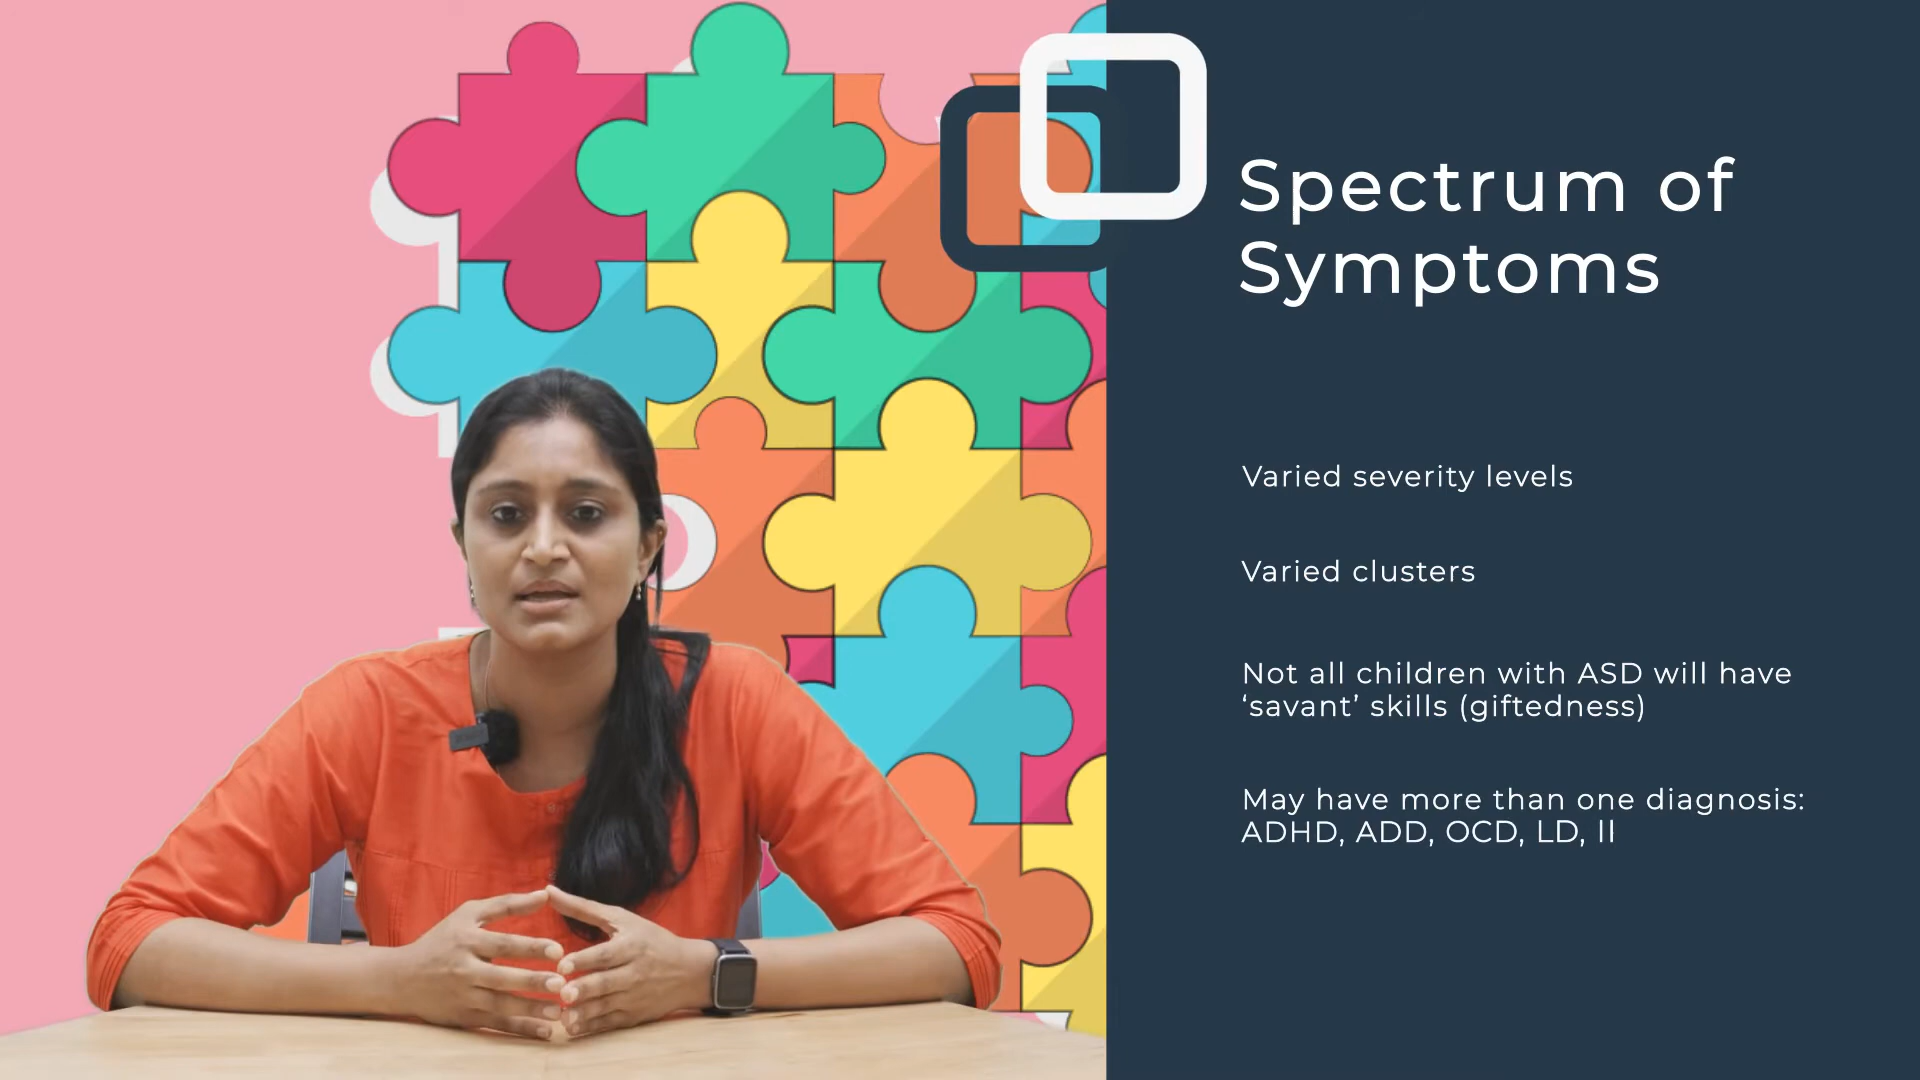 Spectrum of
Symptoms
Varied severity levels
Varied clusters
Not all children with ASD will have
‘savant’ skills (giftedness)
May have more than one diagnosis:
ADHD, ADD, OCD, LD, II